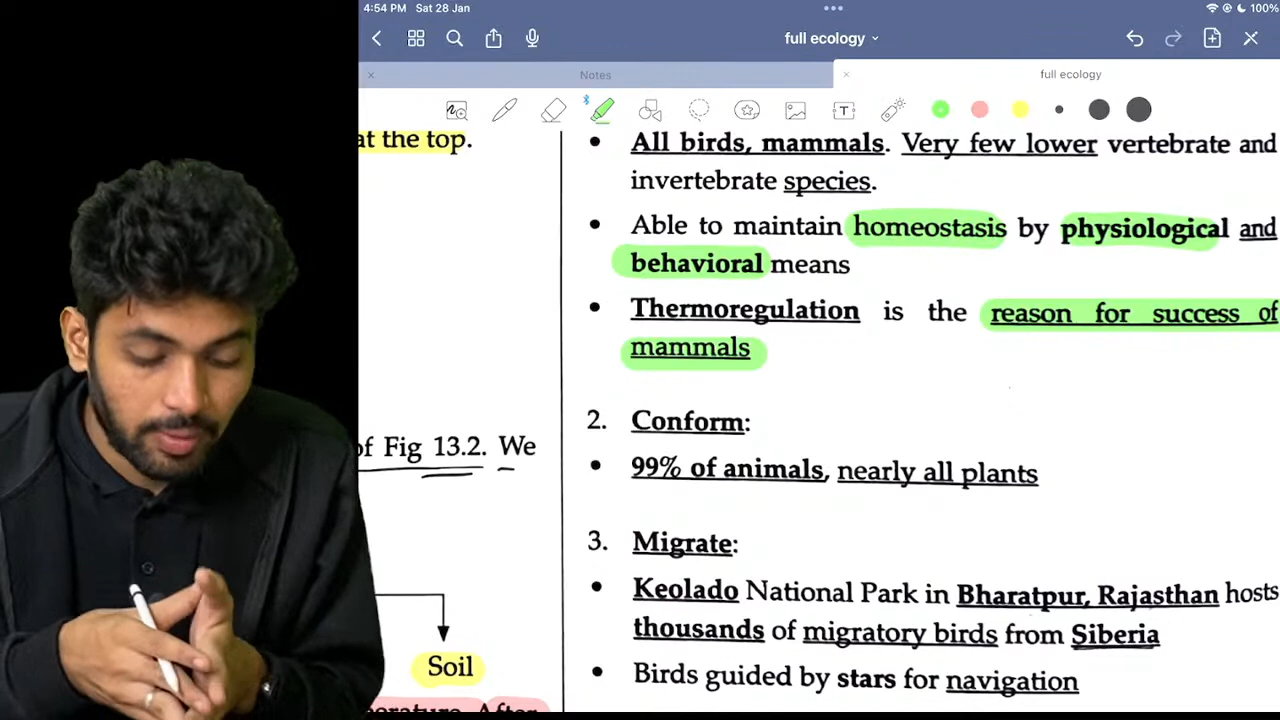 4:54 PM Sat 28 Jan
100%
full ecology
Notes
full ecology
T
at the top.
of Fig 13.2. We
Soil
All birds, mammals. Very few lower vertebrate and
invertebrate species.
Able to maintain homeostasis by physiological and
behavioral means
Thermoregulation is the reason for success of
mammals
2. Conform:
99% of animals, nearly all plants
3. Migrate:
Keolado National Park in Bharatpur, Rajasthan hosts
thousands of migratory birds from Siberia
Birds guided by stars for navigation